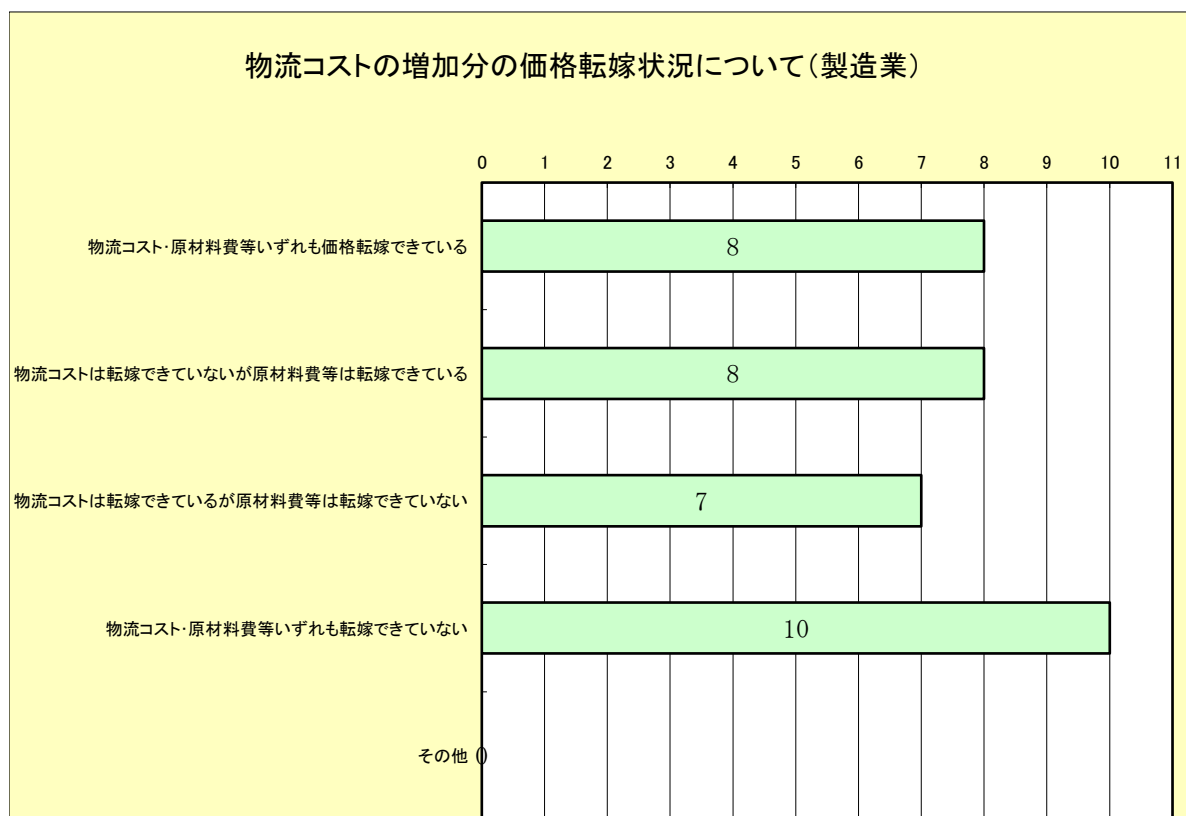 物流コストの増加分の価格転嫁状況について(製造業)
0 1 2 3 4 5 6 7 8 9 10 11
物流コスト・原材料費等いずれも価格転嫁できている 8
物流コストは転嫁できていないが原材料費等は転嫁できている 8
物流コストは転嫁できているが原材料費等は転嫁できていない 7
物流コスト・原材料費等いずれも転嫁できていない 10
その他 0